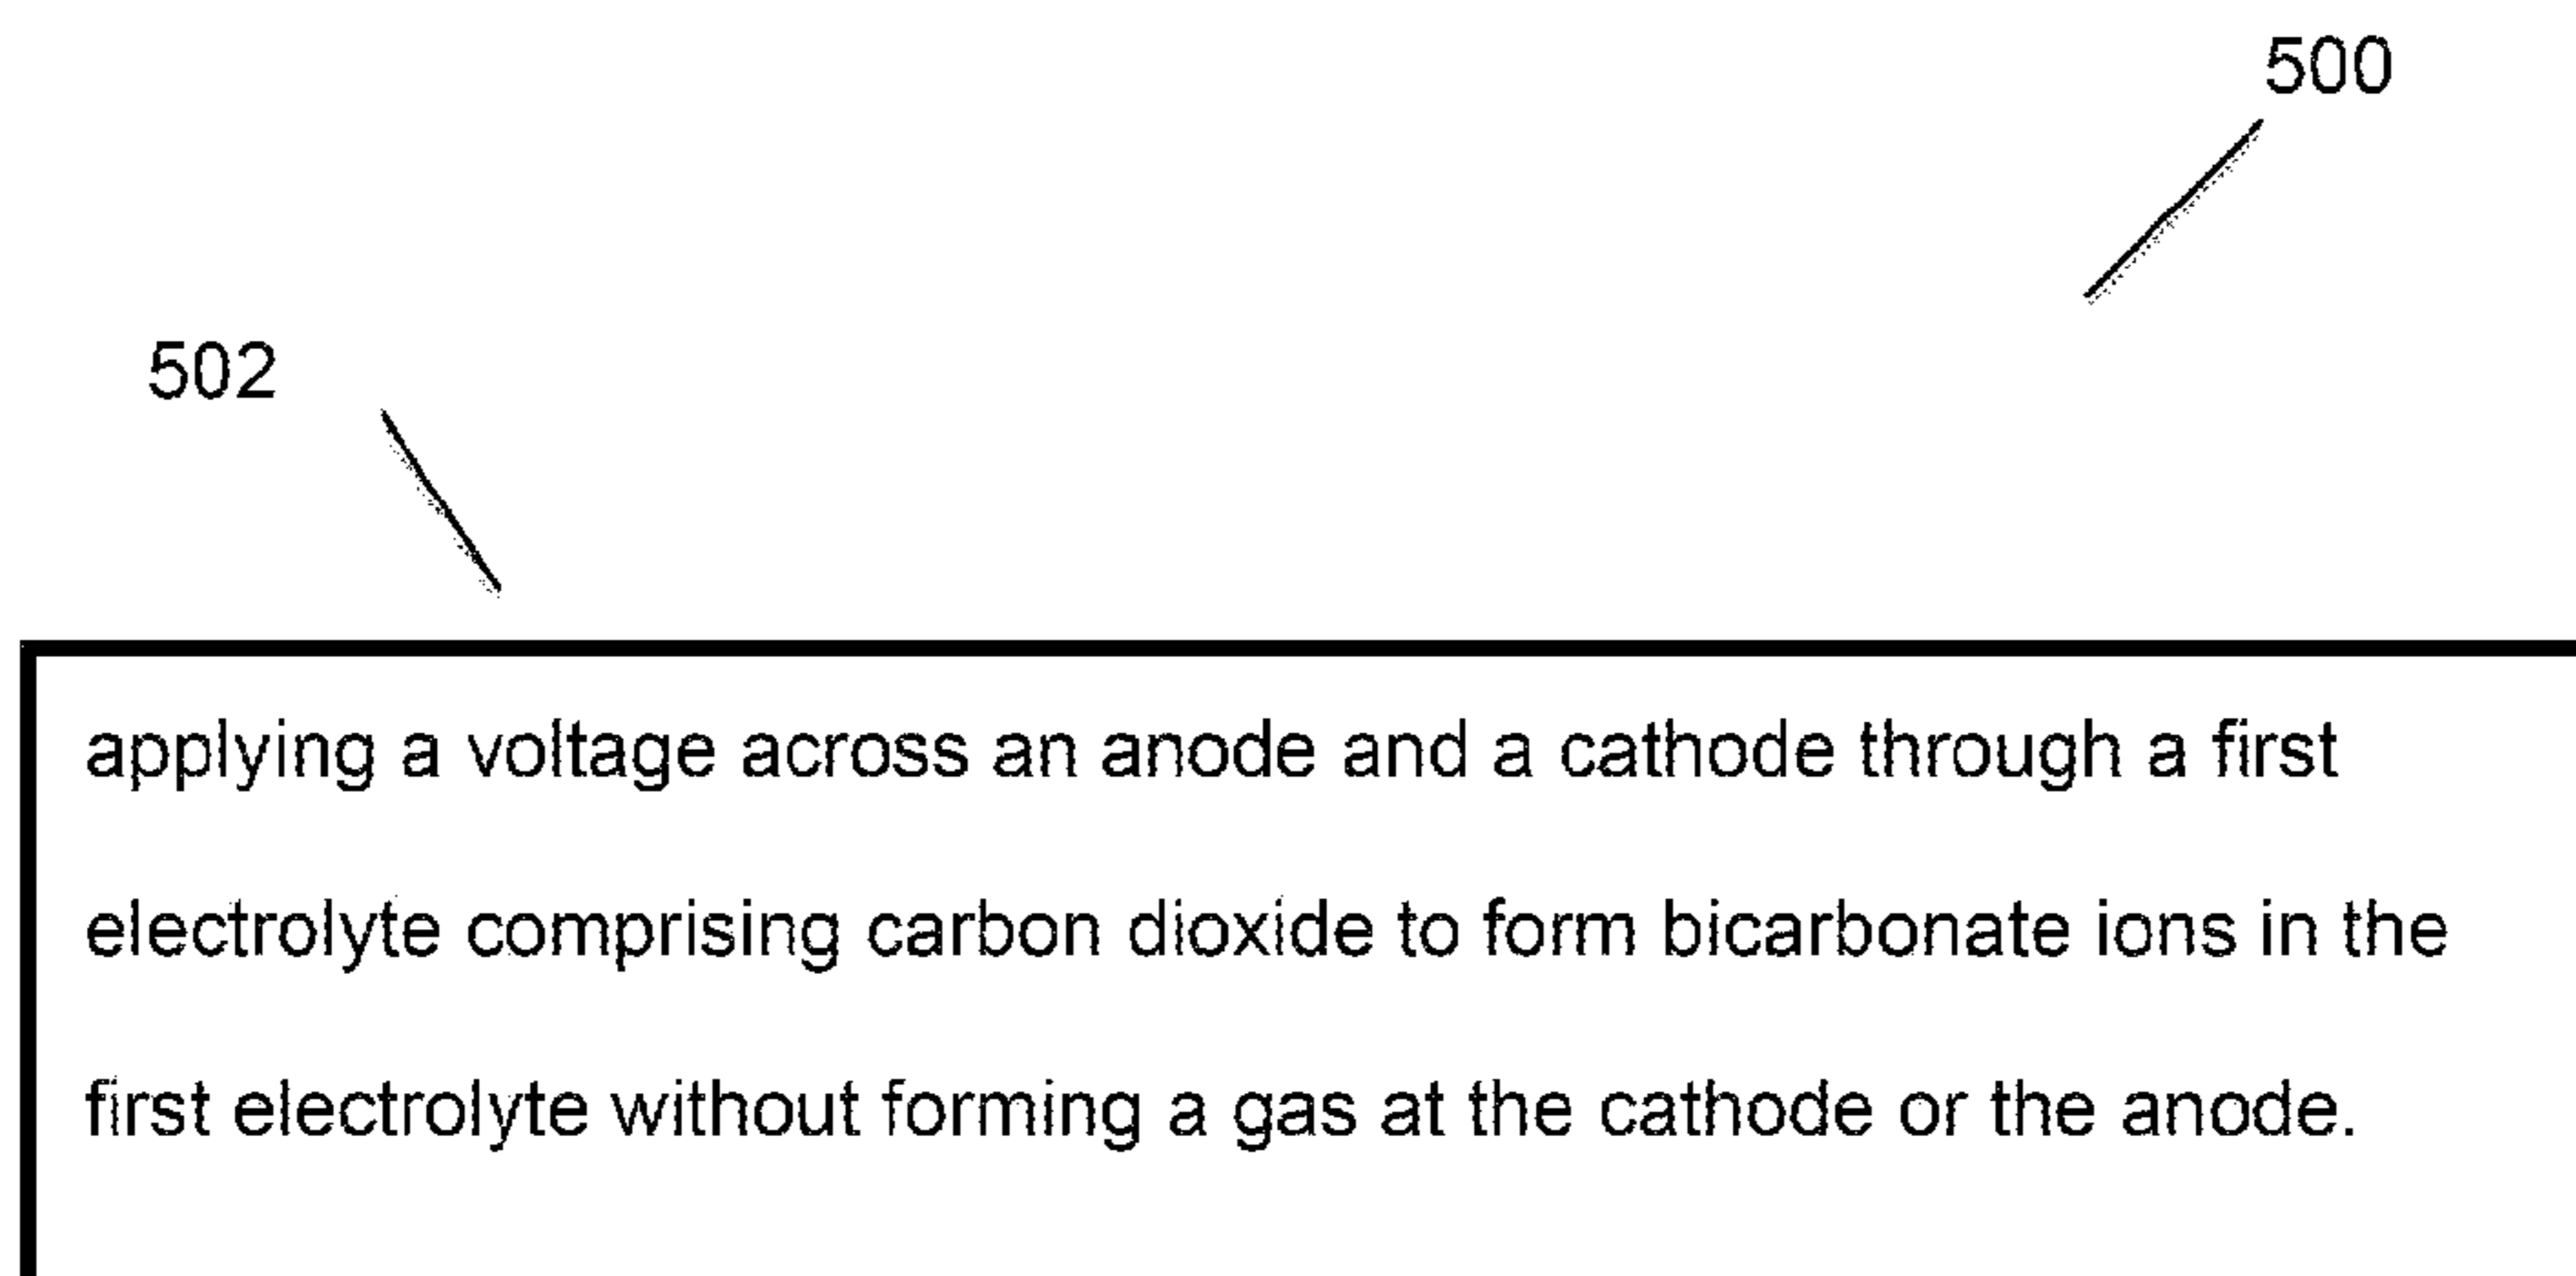 500
502
applying a voltage across an anode and a cathode through a first
electrolyte comprising carbon dioxide to form bicarbonate ions in the
first electrolyte without forming a gas at the cathode or the anode.